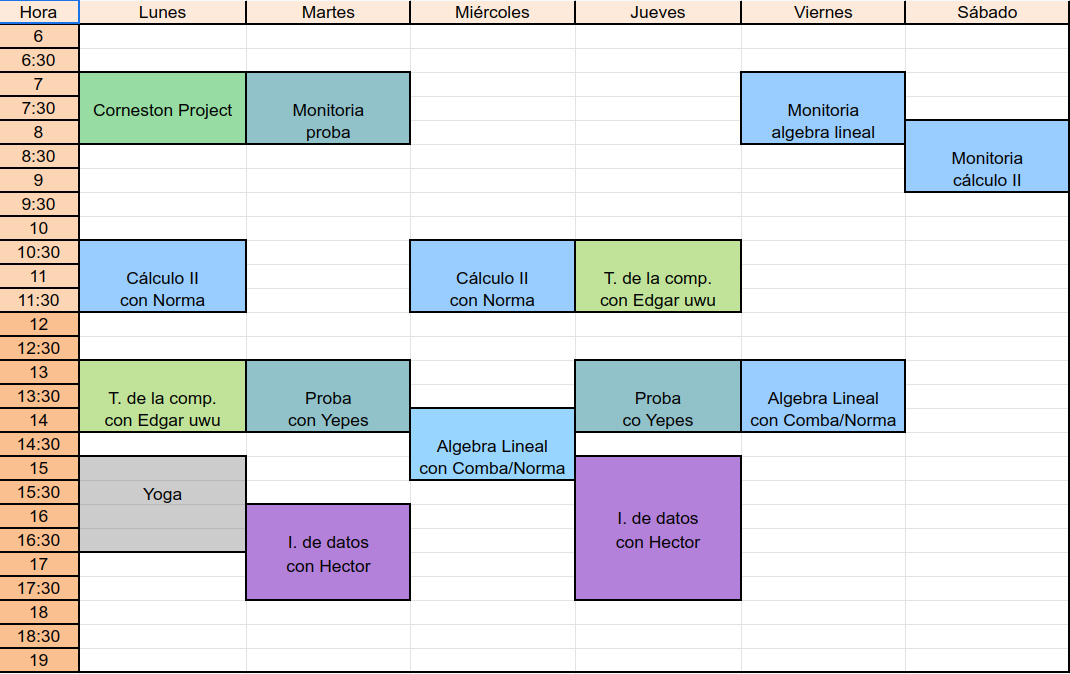 Hora Lunes Martes Miércoles Jueves Viernes Sábado
6
6:30
7
7:30 Corneston Project Monitoria Monitoria
8 proba algebra lineal
8:30 Monitoria
9 cálculo II
9:30
10
10:30
11 Cálculo II Cálculo II T. de la comp.
11:30 con Norma con Norma con Edgar uwu
12
12:30
13
13:30 T. de la comp. Proba Proba Algebra Lineal
14 con Edgar uwu con Yepes co Yepes con Comba/Norma
14:30 Algebra Lineal
15 con Comba/Norma
15:30 Yoga
16 I. de datos
16:30 I. de datos con Hector
17 con Hector
17:30
18
18:30
19